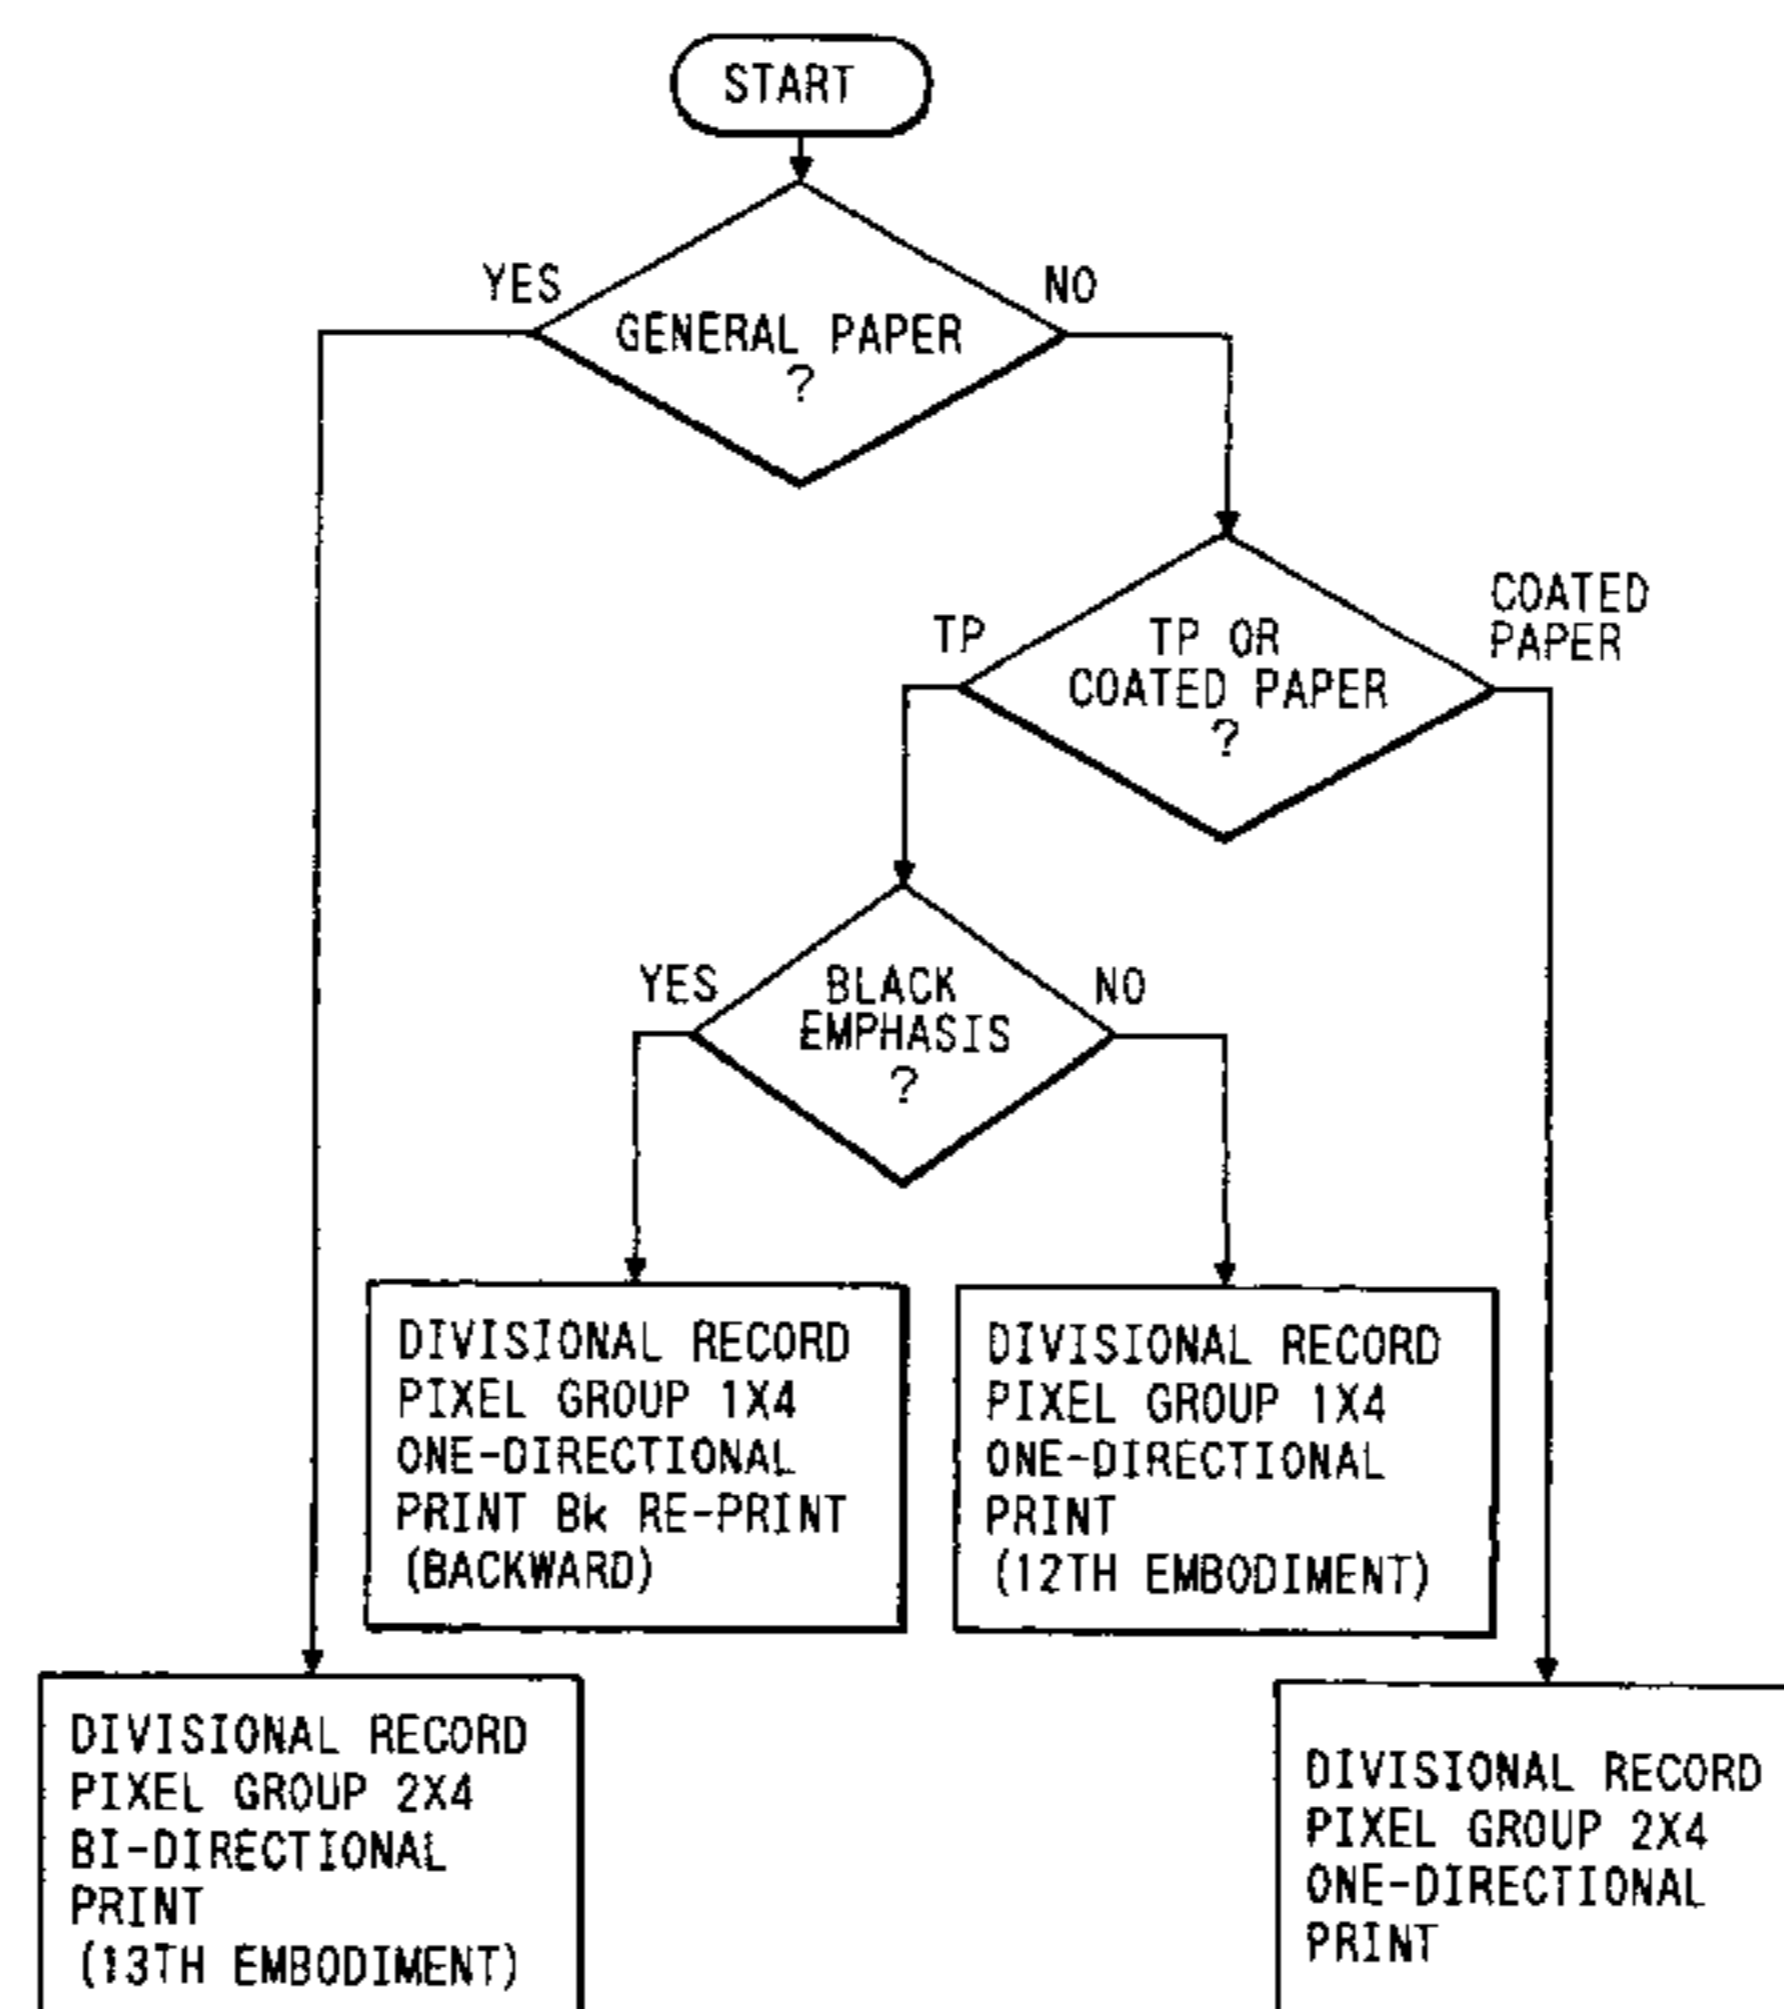 START
YES
NO
GENERAL PAPER
?
COATED
PAPER
TP
TP OR
COATED PAPER
?
YES
NO
BLACK
EMPHASIS
?
DIVISIONAL RECORD
PIXEL GROUP 1X4
ONE-DIRECTIONAL
PRINT Bk RE-PRINT
(BACKWARD)
DIVISIONAL RECORD
PIXEL GROUP 1X4
ONE-DIRECTIONAL
PRINT
(12TH EMBODIMENT)
DIVISIONAL RECORD
PIXEL GROUP 2X4
BI-DIRECTIONAL
PRINT
(13TH EMBODIMENT)
DIVISIONAL RECORD
PIXEL GROUP 2X4
ONE-DIRECTIONAL
PRINT